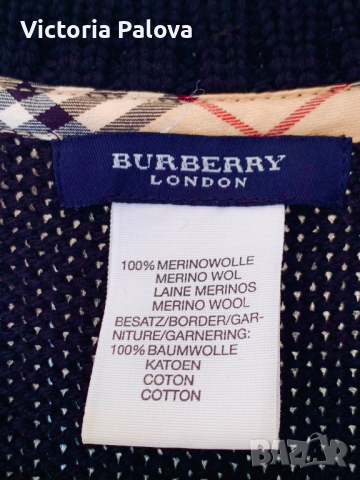 Victoria Palova
BURBERRY
LONDON
100% MERINOWOLLE
MERINO WOL
LAINE MERINOS
MERINO WOOL
BESATZ/BORDER/GAR-
NITURE/GARNERING:
100% BAUMWOLLE
KATOEN
COTON
COTTON
bazar